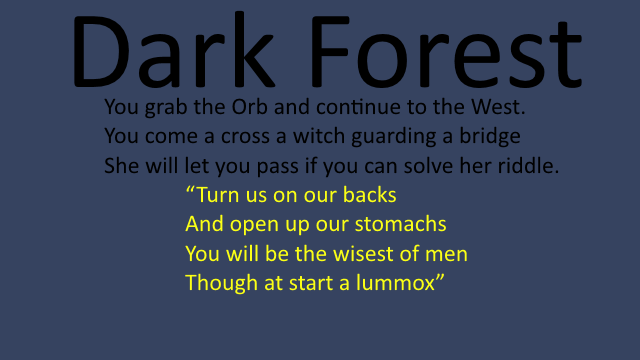 Dark Forest
You grab the Orb and continue to the West.
You come a cross a witch guarding a bridge
She will let you pass if you can solve her riddle.
“Turn us on our backs
And open up our stomachs
You will be the wisest of men
Though at start a lummox”